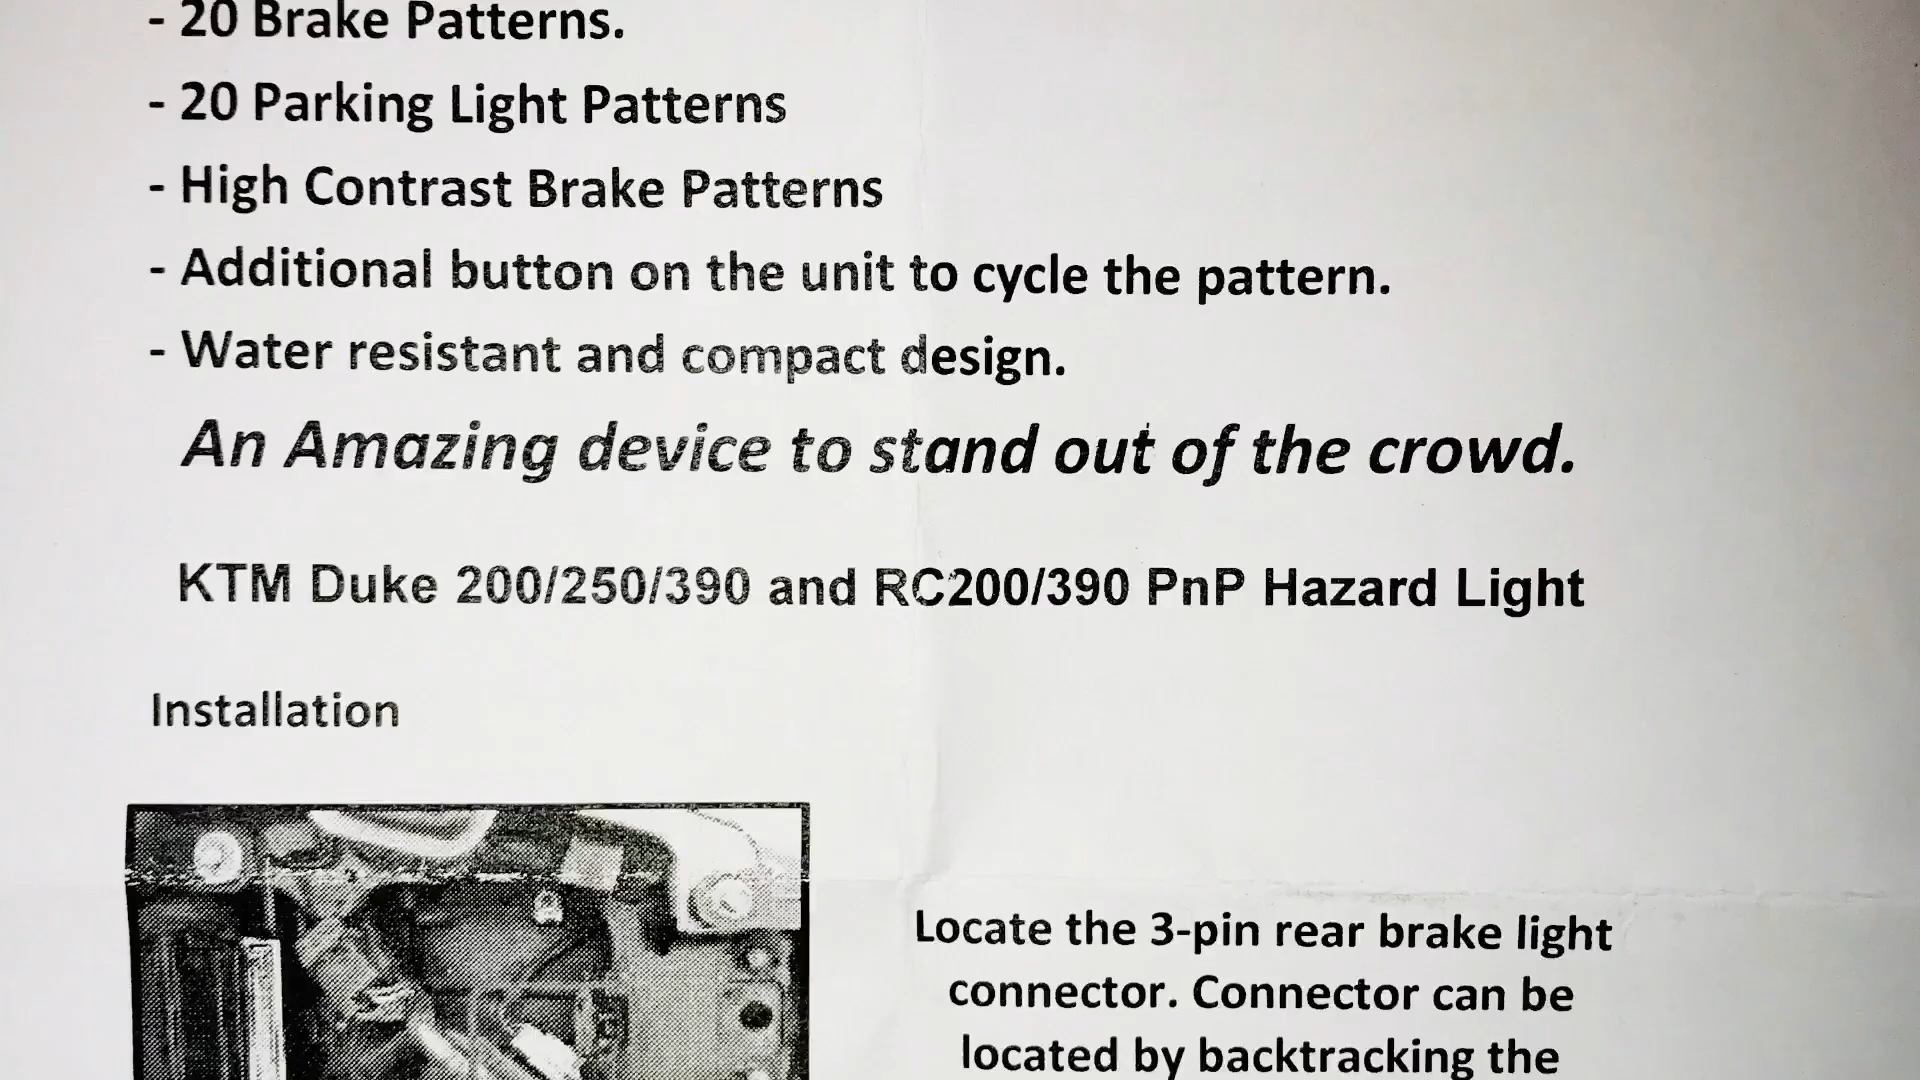 - 20 Brake Patterns.
- 20 Parking Light Patterns
- High Contrast Brake Patterns
- Additional button on the unit to cycle the pattern.
- Water resistant and compact design.
An Amazing device to stand out of the crowd.
KTM Duke 200/250/390 and RC200/390 PnP Hazard Light
Installation
Locate the 3-pin rear brake light
connector. Connector can be
located by backtracking the